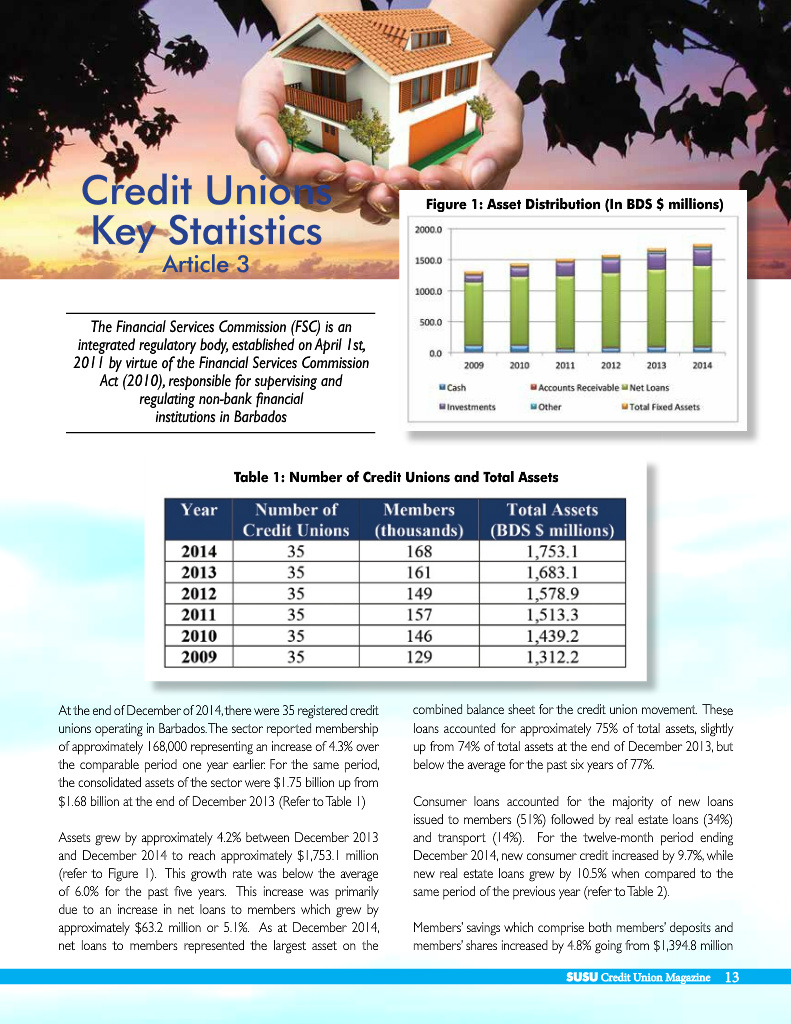 Credit Unions
Key Statistics
Article 3
The Financial Services Commission (FSC) is an
integrated regulatory body, established on April 1st,
2011 by virtue of the Financial Services Commission
Act (2010), responsible for supervising and
regulating non-bank financial
institutions in Barbados
Figure 1: Asset Distribution (In BDS $ millions)
2000.0
1500.0
1000.0
500.0
0.0
2009 2010 2011 2012 2013 2014
Cash Accounts Receivable Net Loans
Investments Other Total Fixed Assets
Table 1: Number of Credit Unions and Total Assets
Year Number of Credit Unions Members (thousands) Total Assets (BDS $ millions)
2014 35 168 1,753.1
2013 35 161 1,683.1
2012 35 149 1,578.9
2011 35 157 1,513.3
2010 35 146 1,439.2
2009 35 129 1,312.2
At the end of December of 2014, there were 35 registered credit
unions operating in Barbados. The sector reported membership
of approximately 168,000 representing an increase of 4.3% over
the comparable period one year earlier. For the same period,
the consolidated assets of the sector were $1.75 billion up from
$1.68 billion at the end of December 2013 (Refer to Table 1)
Assets grew by approximately 4.2% between December 2013
and December 2014 to reach approximately $1,753.1 million
(refer to Figure 1). This growth rate was below the average
of 6.0% for the past five years. This increase was primarily
due to an increase in net loans to members which grew by
approximately $63.2 million or 5.1%. As at December 2014,
net loans to members represented the largest asset on the
combined balance sheet for the credit union movement. These
loans accounted for approximately 75% of total assets, slightly
up from 74% of total assets at the end of December 2013, but
below the average for the past six years of 77%.
Consumer loans accounted for the majority of new loans
issued to members (51%) followed by real estate loans (34%)
and transport (14%). For the twelve-month period ending
December 2014, new consumer credit increased by 9.7%, while
new real estate loans grew by 10.5% when compared to the
same period of the previous year (refer to Table 2).
Members' savings which comprise both members' deposits and
members' shares increased by 4.8% going from $1,394.8 million
SUSU Credit Union Magazine 13